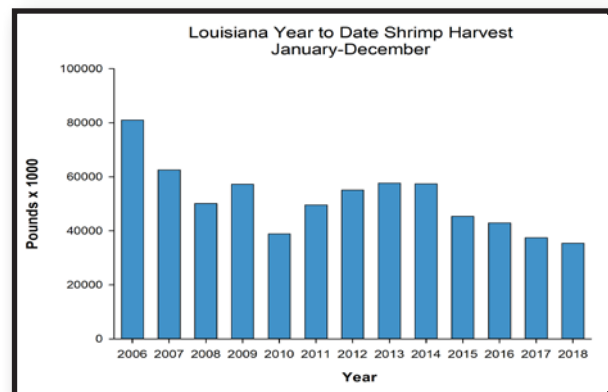 Louisiana Year to Date Shrimp Harvest
January-December
100000
80000
60000
40000
20000
0
Pounds x 1000
2006 2007 2008 2009 2010 2011 2012 2013 2014 2015 2016 2017 2018
Year